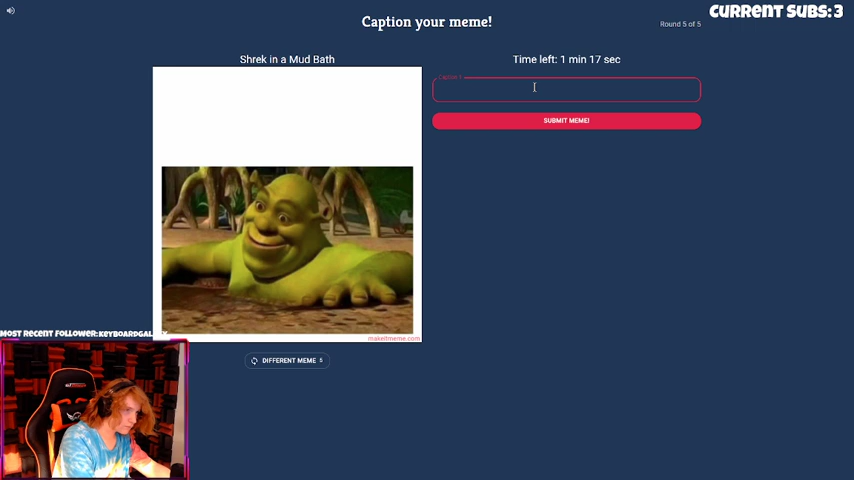 Caption your meme!
CURRENT SUBS: 3
Round 5 of 5
Shrek in a Mud Bath
Time left: 1 min 17 sec
Caption 1
SUBMIT MEME!
makeitmeme.com
MOST RECENT FOLLOWER:
DIFFERENT MEME 5